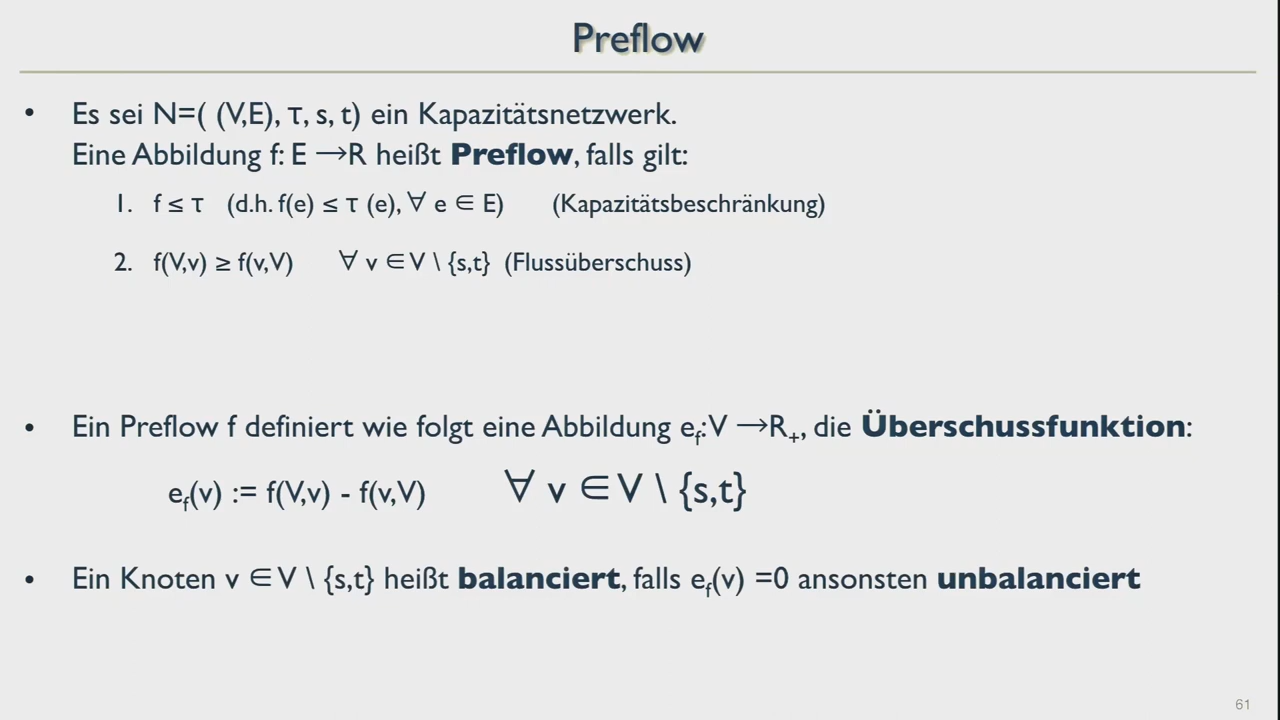 Preflow
• Es sei N=( (V,E), τ, s, t) ein Kapazitätsnetzwerk.
Eine Abbildung f: E →R heißt Preflow, falls gilt:
1. f ≤ τ (d.h. f(e) ≤ τ (e), ∀ e ∈ E) (Kapazitätsbeschränkung)
2. f(V,v) ≥ f(v,V) ∀ v ∈ V \ {s,t} (Flussüberschuss)
• Ein Preflow f definiert wie folgt eine Abbildung e_f:V →R₊, die Überschussfunktion:
e_f(v) := f(V,v) - f(v,V) ∀ v ∈ V \ {s,t}
• Ein Knoten v ∈ V \ {s,t} heißt balanciert, falls e_f(v) =0 ansonsten unbalanciert
61